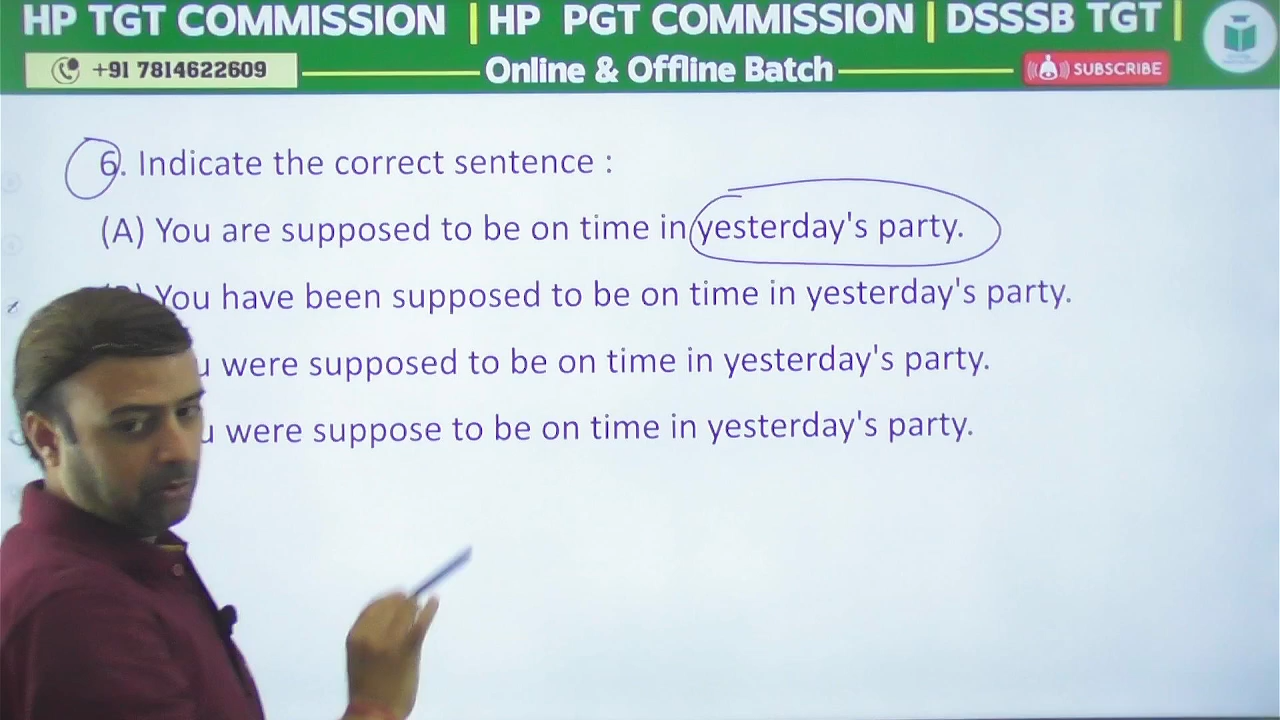 HP TGT COMMISSION | HP PGT COMMISSION | DSSSB TGT |
+91 7814622609 Online & Offline Batch SUBSCRIBE
6. Indicate the correct sentence :
(A) You are supposed to be on time in yesterday's party.
You have been supposed to be on time in yesterday's party.
were supposed to be on time in yesterday's party.
were suppose to be on time in yesterday's party.